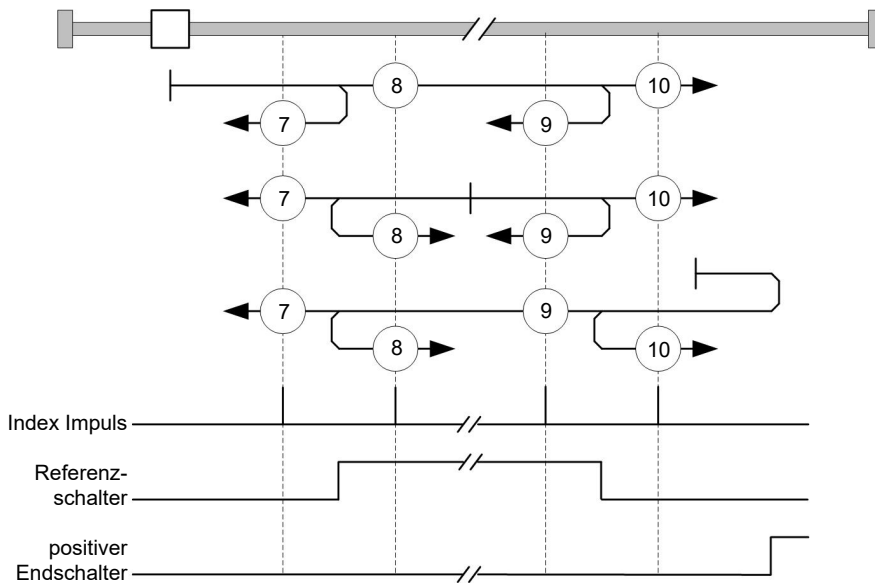 8
10
7
9
7
10
8
9
7
9
8
10
Index Impuls
Referenz-
schalter
positiver
Endschalter